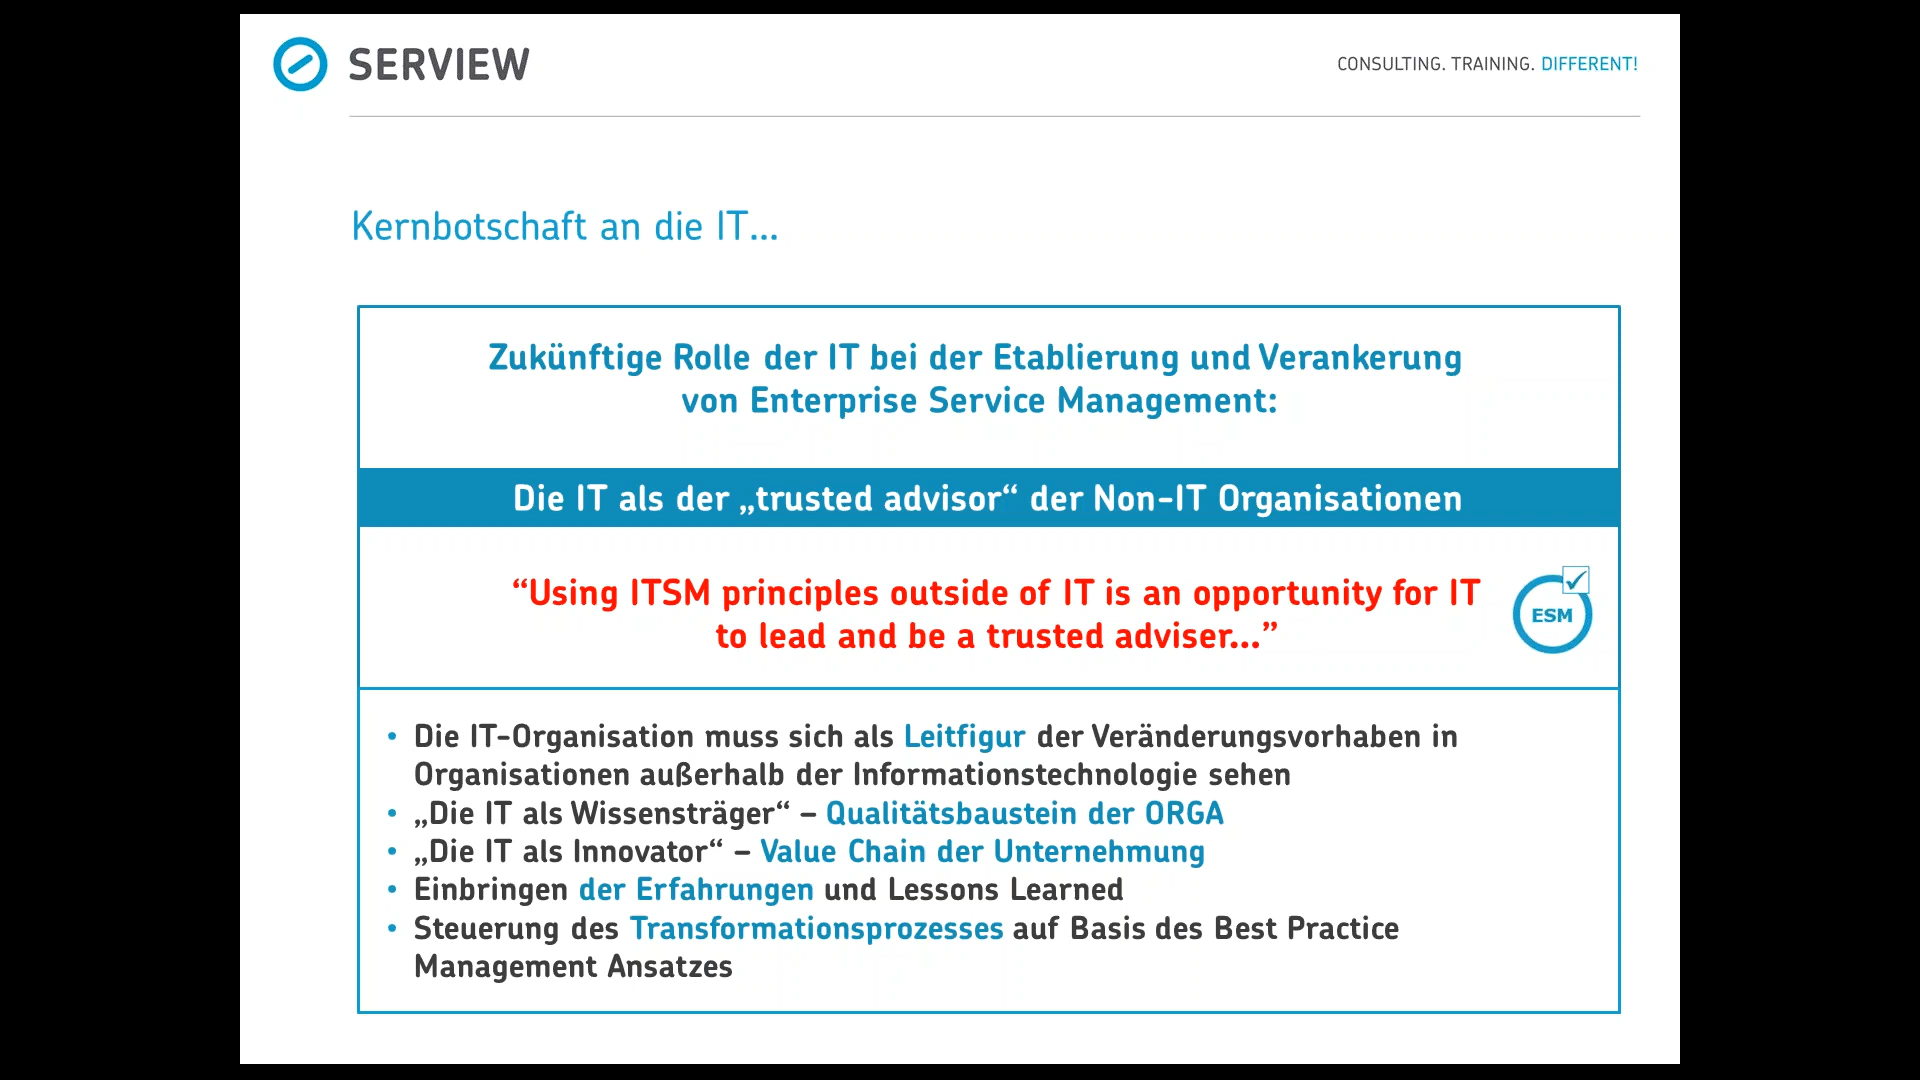 SERVIEW
CONSULTING. TRAINING. DIFFERENT!
Kernbotschaft an die IT...
Zukünftige Rolle der IT bei der Etablierung und Verankerung
von Enterprise Service Management:
Die IT als der „trusted advisor“ der Non-IT Organisationen
“Using ITSM principles outside of IT is an opportunity for IT
to lead and be a trusted adviser...”
ESM
• Die IT-Organisation muss sich als Leitfigur der Veränderungsvorhaben in
Organisationen außerhalb der Informationstechnologie sehen
• „Die IT als Wissensträger“ – Qualitätsbaustein der ORGA
• „Die IT als Innovator“ – Value Chain der Unternehmung
• Einbringen der Erfahrungen und Lessons Learned
• Steuerung des Transformationsprozesses auf Basis des Best Practice
Management Ansatzes